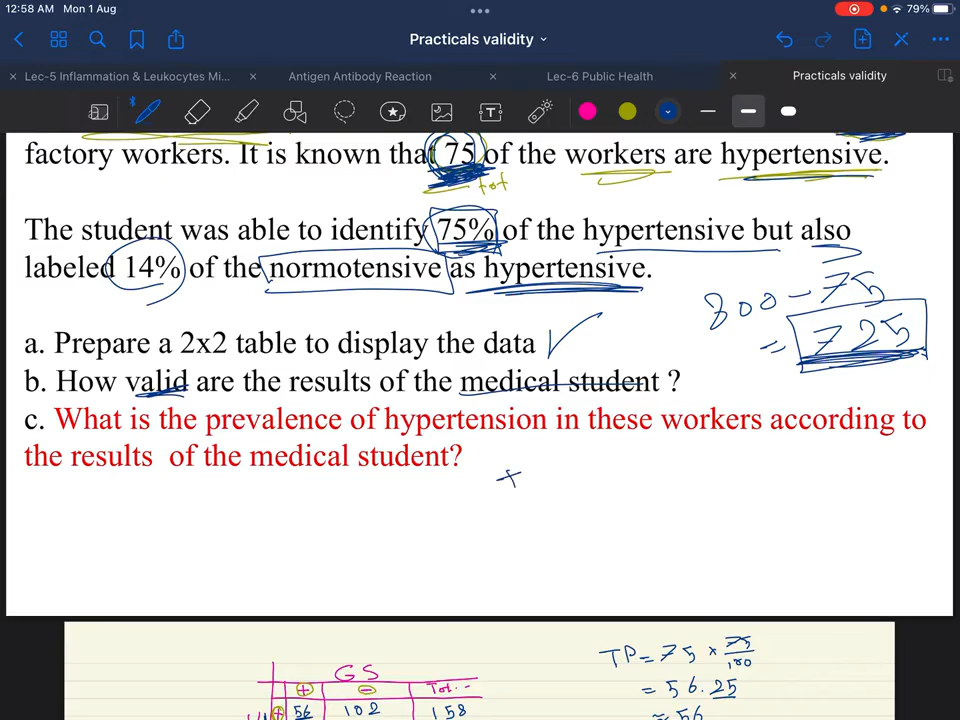 12:58 AM Mon 1 Aug
79%
Practicals validity
Lec-5 Inflammation & Leukocytes Mi...
Antigen Antibody Reaction
Lec-6 Public Health
Practicals validity
factory workers. It is known that 75 of the workers are hypertensive.
tot
The student was able to identify 75% of the hypertensive but also
labeled 14% of the normotensive as hypertensive.
800 - 75
= 725
a. Prepare a 2x2 table to display the data
b. How valid are the results of the medical student ?
c. What is the prevalence of hypertension in these workers according to
the results of the medical student?
+
GS
+ - Tot..
+ 56 102 158
TP = 75 × 75/100
= 56.25
≈ 56